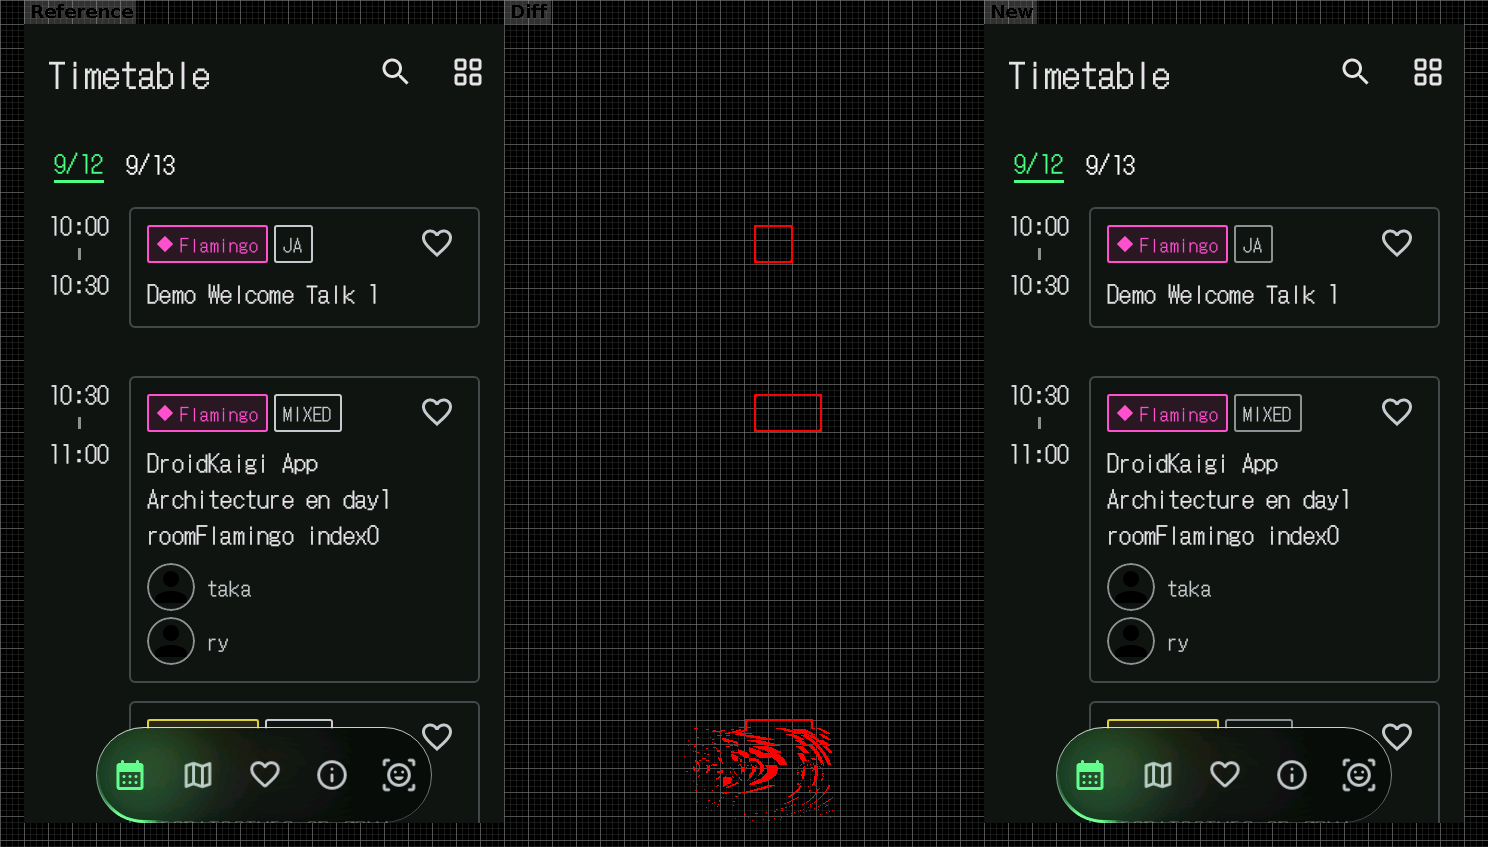 Reference
Diff
New
Timetable
9/12 9/13
10:00
10:30
Flamingo JA
Demo Welcome Talk 1
10:30
11:00
Flamingo MIXED
DroidKaigi App
Architecture en day1
roomFlamingo index0
taka
ry
Timetable
9/12 9/13
10:00
10:30
Flamingo JA
Demo Welcome Talk 1
10:30
11:00
Flamingo MIXED
DroidKaigi App
Architecture en day1
roomFlamingo index0
taka
ry